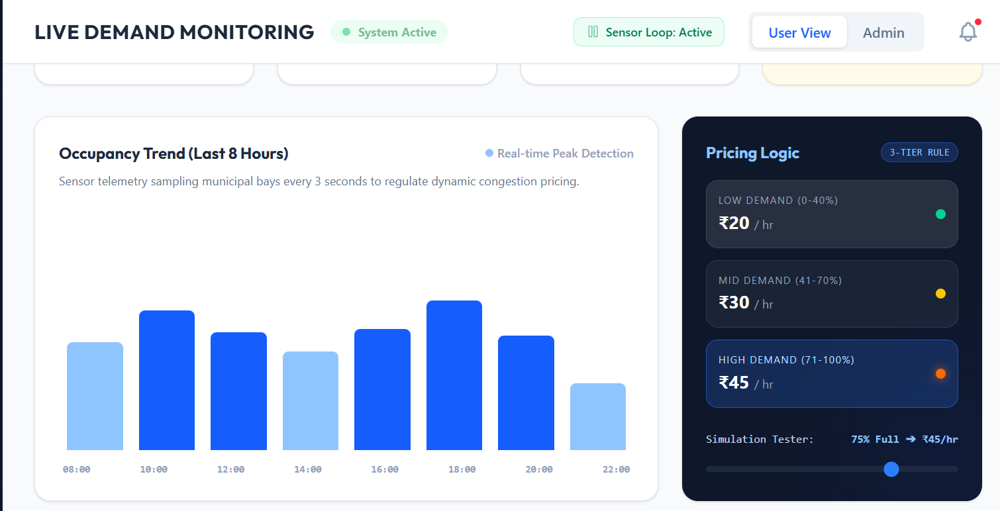 LIVE DEMAND MONITORING
System Active
Sensor Loop: Active
User View
Admin
Occupancy Trend (Last 8 Hours)
Real-time Peak Detection
Sensor telemetry sampling municipal bays every 3 seconds to regulate dynamic congestion pricing.
08:00 10:00 12:00 14:00 16:00 18:00 20:00 22:00
Pricing Logic
3-TIER RULE
LOW DEMAND (0-40%)
₹20 / hr
MID DEMAND (41-70%)
₹30 / hr
HIGH DEMAND (71-100%)
₹45 / hr
Simulation Tester: 75% Full ➔ ₹45/hr